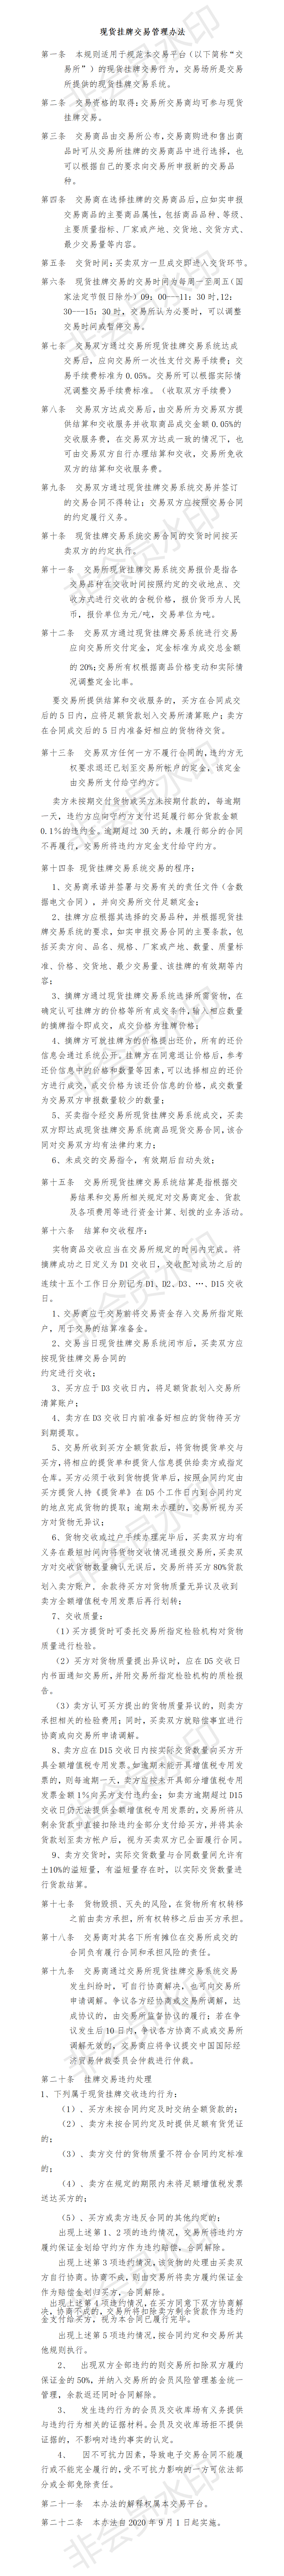 现货挂牌交易管理办法
第一条 本规则适用于规范本交易平台(以下简称“交
易所”)的现货挂牌交易行为,交易场所是交易
所提供的现货挂牌交易系统。
第二条 交易资格的取得:交易所交易商均可参与现货
挂牌交易。
第三条 交易商品由交易所公布,交易商购进和售出商
品时可从交易所挂牌的交易商品中进行选择,也
可以根据自己的要求向交易所申报新的交易品
种。
第四条 交易商在选择挂牌的交易商品后,应如实申报
交易商品的主要商品属性,包括商品品种、等级、
主要质量指标、厂家或产地、交货地、交货方式、
最少交易量等内容。
第五条 交货时间:买卖双方一旦成交即进入交货环节。
第六条 现货挂牌交易的交易时间为每周一至周五(国
家法定节假日除外)09:00---11:30时,12:
30---15:30时,交易所认为必要时,可以调整
交易时间或暂停交易。
第七条 交易双方通过交易所现货挂牌交易系统达成
交易后,应向交易所一次性支付交易手续费;交
易手续费标准为0.05%。交易所可以根据实际情
况调整交易手续费标准。(收取双方手续费)
第八条 交易双方达成交易后,由交易所为交易双方提
供结算和交收服务并收取商品成交金额0.05%的
交收服务费,在交易双方达成一致的情况下,也
可由交易双方自行办理结算和交收,交易所免收
双方的结算和交收服务费。
第九条 交易双方通过现货挂牌交易系统交易并签订
的交易合同不得转让;交易双方应按照交易合同
的约定履行义务。
第十条 现货挂牌交易系统交易合同的交货时间按买
卖双方的约定执行。
第十一条 交易所现货挂牌交易系统交易报价是指各
交易品种在交收时间按照约定的交收地点、交
收方式进行交收的含税价格,报价货币为人民
币,报价单位为元/吨,交易单位为吨。
第十二条 交易双方通过现货挂牌交易系统进行交易
应向交易所交付定金,定金标准为成交总金额
的20%;交易所有权根据商品价格变动和实际情
况调整定金比率。
要交易所提供结算和交收服务的,买方在合同成交
后的5日内,应将足额货款划入交易所清算账户;卖方
在合同成交后的5日内准备好相应的货物待交货。
第十三条 交易双方任何一方不履行合同的,违约方无
权要求退还已划至交易所帐户的定金,该定金
由交易所支付给守约方。
卖方未按期交付货物或买方未按期付款的,每逾期
一天,违约方应向守约方支付迟延履行部分货款金额
0.1%的违约金。逾期超过30天的,未履行部分的合同
不再履行,交易所将违约方定金支付给守约方。
第十四条 现货挂牌交易系统交易的程序:
1、交易商承诺并签署与交易有关的责任文件(含数
据电文合同),并向交易所交付足额定金;
2、挂牌方应根据其选择的交易品种,并根据现货挂
牌交易系统的要求,如实申报交易合同的主要条款,包
括买卖方向、品名、规格、厂家或产地、数量、质量标
准、价格、交货地、最少交易量、该挂牌的有效期等内
容;
3、摘牌方通过现货挂牌交易系统选择所需货物,在
确定认可挂牌方的价格等所有成交条件,输入相应数量
的摘牌指令即成交,成交价格为挂牌价格;
4、摘牌方可就挂牌方的价格提出还价,所有的还价
信息会通过系统公开。挂牌方在同意退让价格后,参考
还价信息中的价格和数量等因素,可以选择相应的还价
方进行成交,成交价格为该还价信息的价格,成交数量
为交易双方申报数量较少的数量;
5、买卖指令经交易所现货挂牌交易系统成交,买卖
双方即达成现货挂牌交易系统商品现货交易合同,该合
同对交易双方均有法律约束力;
6、未成交的交易指令,有效期后自动失效;
第十五条 交易所现货挂牌交易系统结算是指根据交
易结果和交易所相关规定对交易商定金、货款
及各项费用等进行资金计算、划拨的业务活动。
第十六条 结算和交收程序:
实物商品交收应当在交易所规定的时间内完成。将
摘牌成功之日定义为D1交收日,交收配对成功之后的
连续十五个工作日分别记为D1、D2、D3、…、D15交收
日。
1、交易商应于交易前将交易资金存入交易所指定账
户,用于交易的结算准备金。
2、交易当日现货挂牌交易系统闭市后,买卖双方应
按现货挂牌交易合同的
约定进行交收;
3、买方应于D3交收日内,将足额货款划入交易所
清算账户;
4、卖方在D3交收日内前准备好相应的货物待买方
到期提取。
5、交易所收到买方全额货款后,将货物提货单交与
买方,将相应的提货单和提货人信息提供给卖方或指定
仓库。买方必须于收到货物提货单后,按照合同约定由
买方提货人持《提货单》在D5个工作日内到合同约定
的地点完成货物的提取;逾期未办理的,交易所视为买
方对货物无异议;
6、货物交收或过户手续办理完毕后,买卖双方均有
义务在最短时间内将货物交收情况通报交易所,买卖双
方对交收货物数量确认无误后,交易所将买方80%货款
划入卖方账户,余款待买方对货物质量无异议及收到
卖方全额增值税专用发票后再行划转;
7、交收质量:
(1)买方提货时可委托交易所指定检验机构对货物
质量进行检验。
(2)买方对货物质量提出异议时,应在D5交收日
内书面通知交易所,并附交易所指定检验机构的质检报
告。
(3)卖方认可买方提出的货物质量异议的,则卖方
承担相关的检验费用;同时,买卖双方就赔偿事宜进行
协商或向交易所申请调解。
8、卖方应在D15交收日内按实际交货数量向买方开
具全额增值税专用发票。如逾期未能开具增值税专用发
票的,则每逾期一天,卖方应按未开具部分增值税专用
发票金额1%向买方支付违约金;如卖方逾期超过D15
交收日仍无法提供全额增值税专用发票的,交易所将从
剩余货款中直接扣除违约金部分支付给买方,并将其余
货款划至卖方帐户后,视为买卖双方已全面履行合同。
9、卖方交货时,实际交货数量与合同数量间允许有
±10%的溢短量,有溢短量存在时,以实际交货数量进
行货款结算。
第十七条 货物毁损、灭失的风险,在货物所有权转移
之前由卖方承担,所有权转移之后由买方承担。
第十八条 交易商对其名下所有摊位在交易所成交的
合同负有履行合同和承担风险的责任。
第十九条 交易商通过交易所现货挂牌交易系统交易
发生纠纷时,可自行协商解决,也可向交易所
申请调解。争议各方经协商或交易所调解,达
成协议的,由交易所监督协议的履行;若在争
议发生后10日内,争议各方协商不成或交易所
调解无效的,交易商应将争议提交中国国际经
济贸易仲裁委员会仲裁进行仲裁。
第二十条 挂牌交易违约处理
1、下列属于现货挂牌交收违约行为:
(1)、买方未按合同约定及时交纳全额货款的;
(2)、卖方未按合同约定及时提供足额有货凭证
的;
(3)、卖方交付的货物质量不符合合同约定标准
的;
(4)、卖方在规定的期限内未将足额增值税发票
送达买方的;
(5)、买方或卖方违反合同的其他约定的;
出现上述第1、2项的违约情况,交易所将违约方
履约保证金划给守约方作为违约赔偿,合同解除。
出现上述第3项违约情况,该货物的处理由买卖双
方自行协商。协商不成,则由交易所将卖方履约保证金
作为赔偿金划归买方,合同解除。
出现上述第4项违约情况,在买方同意下双方协商解
决,协商不成的,交易所将扣除卖方剩余货款作为违约
金支付给买方,视为本合同已履行完毕。
出现上述第5项违约情况,按合同约定和交易所其
他规则执行。
2、 出现双方全部违约的则交易所扣除双方履约
保证金的50%,并纳入交易所的会员风险管理基金统一
管理,余款返还同时合同解除。
3、 发生违约行为的会员及交收库场有义务提供
与违约行为相关的证据材料。会员及交收库场拒不提供
证据的,不影响对违约事实的认定。
4、 因不可抗力因素,导致电子交易合同不能履
行或不能完全履行的,受不可抗力影响的一方可依法部
分或全部免除责任。
第二十一条 本办法的解释权属本交易平台。
第二十二条 本办法自2020年9月1日起实施。
非会员水印